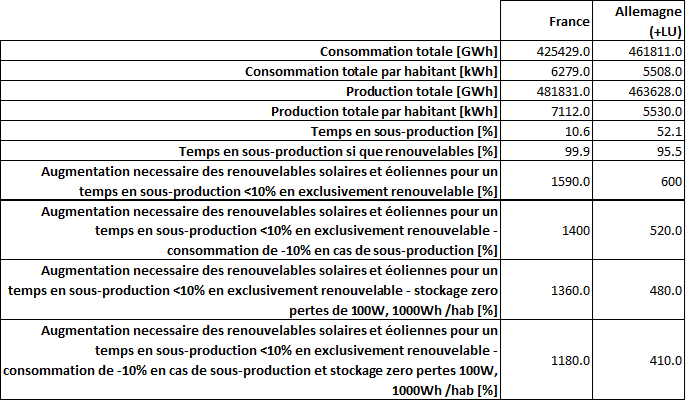 France
Allemagne
(+LU)
Consommation totale [GWh] 425429.0 461811.0
Consommation totale par habitant [kWh] 6279.0 5508.0
Production totale [GWh] 481831.0 463628.0
Production totale par habitant [kWh] 7112.0 5530.0
Temps en sous-production [%] 10.6 52.1
Temps en sous-production si que renouvelables [%] 99.9 95.5
Augmentation necessaire des renouvelables solaires et éoliennes pour un
temps en sous-production <10% en exclusivement renouvelable [%] 1590.0 600
Augmentation necessaire des renouvelables solaires et éoliennes pour un
temps en sous-production <10% en exclusivement renouvelable -
consommation de -10% en cas de sous-production [%] 1400 520.0
Augmentation necessaire des renouvelables solaires et éoliennes pour un
temps en sous-production <10% en exclusivement renouvelable - stockage zero
pertes de 100W, 1000Wh /hab [%] 1360.0 480.0
Augmentation necessaire des renouvelables solaires et éoliennes pour un
temps en sous-production <10% en exclusivement renouvelable -
consommation de -10% en cas de sous-production et stockage zero pertes 100W,
1000Wh /hab [%] 1180.0 410.0